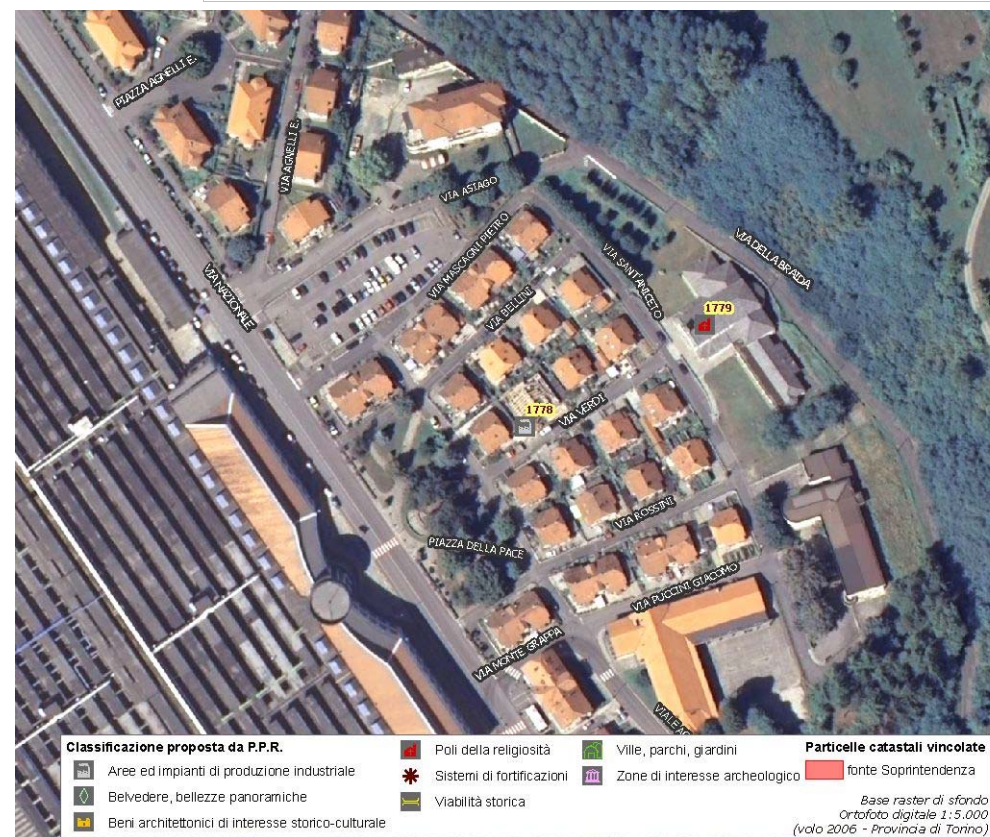 PIAZZA AGNELLI E.
VIA AGNELLI E.
VIA ASIAGO
VIA MASCAGNI PIETRO
VIA SANT'ANICETO
VIA DELLA BRAIDA
VIA NAZIONALE
VIA BELLINI
1779
1778
VIA VERDI
VIA ROSSINI
PIAZZA DELLA PACE
VIA PUCCINI GIACOMO
VIA MONTE GRAPPA
Classificazione proposta da P.P.R.
Aree ed impianti di produzione industriale
Belvedere, bellezze panoramiche
Beni architettonici di interesse storico-culturale
Poli della religiosità
Sistemi di fortificazioni
Viabilità storica
Ville, parchi, giardini
Zone di interesse archeologico
Particelle catastali vincolate
fonte Soprintendenza
Base raster di sfondo
Ortofoto digitale 1:5.000
(volo 2006 - Provincia di Torino)